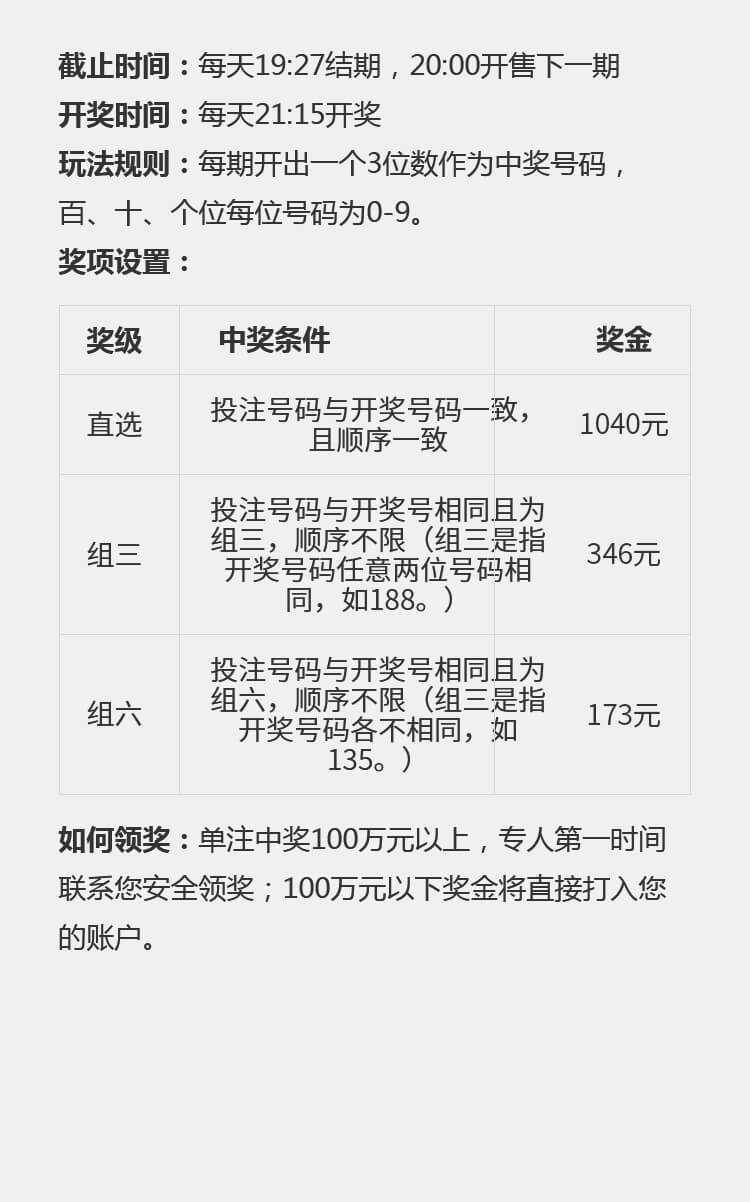 截止时间：每天19:27结期，20:00开售下一期
开奖时间：每天21:15开奖
玩法规则：每期开出一个3位数作为中奖号码，
百、十、个位每位号码为0-9。
奖项设置：
奖级 中奖条件 奖金
直选
投注号码与开奖号码一致，
且顺序一致
1040元
组三
投注号码与开奖号相同且为
组三，顺序不限（组三是指
开奖号码任意两位号码相
同，如188。）
346元
组六
投注号码与开奖号相同且为
组六，顺序不限（组三是指
开奖号码各不相同，如
135。）
173元
如何领奖：单注中奖100万元以上，专人第一时间
联系您安全领奖；100万元以下奖金将直接打入您
的账户。